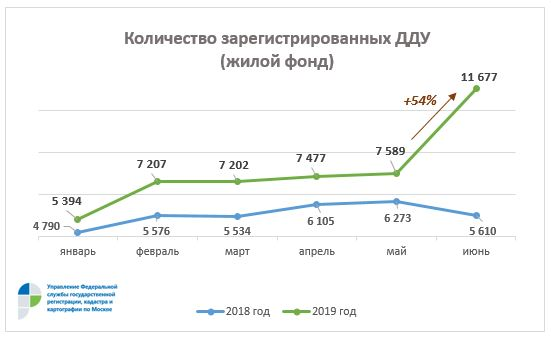 Количество зарегистрированных ДДУ
(жилой фонд)
11 677
+54%
7 207
7 202
7 477
7 589
5 394
4 790
5 576
5 534
6 105
6 273
5 610
январь
февраль
март
апрель
май
июнь
Управление Федеральной
службы государственной
регистрации, кадастра и
картографии по Москве
2018 год
2019 год